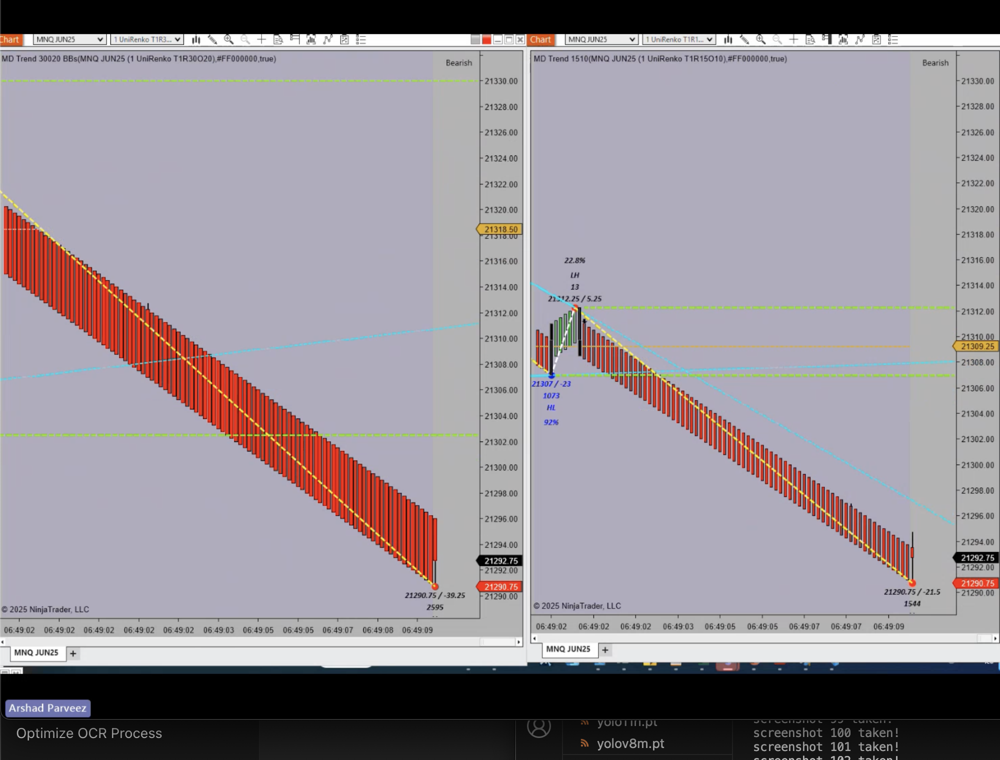 Chart MNQ JUN25 1 UniRenko T1R3...
Chart MNQ JUN25 1 UniRenko T1R1...
MD Trend 30020 BBs(MNQ JUN25 (1 UniRenko T1R30O20),#FF000000,true)
Bearish
21330.00
21328.00
21326.00
21324.00
21322.00
21320.00
21318.50
21318.00
21316.00
21314.00
21312.00
21310.00
21308.00
21306.00
21304.00
21302.00
21300.00
21298.00
21296.00
21294.00
21292.75
21292.00
21290.75
21290.00
21290.75 / -39.25
2595
© 2025 NinjaTrader, LLC
06:49:02 06:49:02 06:49:02 06:49:02 06:49:02 06:49:03 06:49:05 06:49:05 06:49:07 06:49:08 06:49:09
MNQ JUN25 +
MD Trend 1510(MNQ JUN25 (1 UniRenko T1R15O10),#FF000000,true)
Bearish
21330.00
21328.00
21326.00
21324.00
21322.00
21320.00
21318.00
21316.00
21314.00
21312.00
21310.00
21309.25
21308.00
21306.00
21304.00
21302.00
21300.00
21298.00
21296.00
21294.00
21292.75
21292.00
21290.75
21290.00
22.8%
LH
13
21312.25 / 5.25
21307 / -23
1073
HL
92%
21290.75 / -21.5
1544
© 2025 NinjaTrader, LLC
06:49:02 06:49:02 06:49:02 06:49:03 06:49:05 06:49:07 06:49:07 06:49:09
MNQ JUN25 +
Arshad Parveez
Optimize OCR Process
yolo11n.pt
yolov8m.pt
screenshot 99 taken!
screenshot 100 taken!
screenshot 101 taken!
screenshot 102 taken!